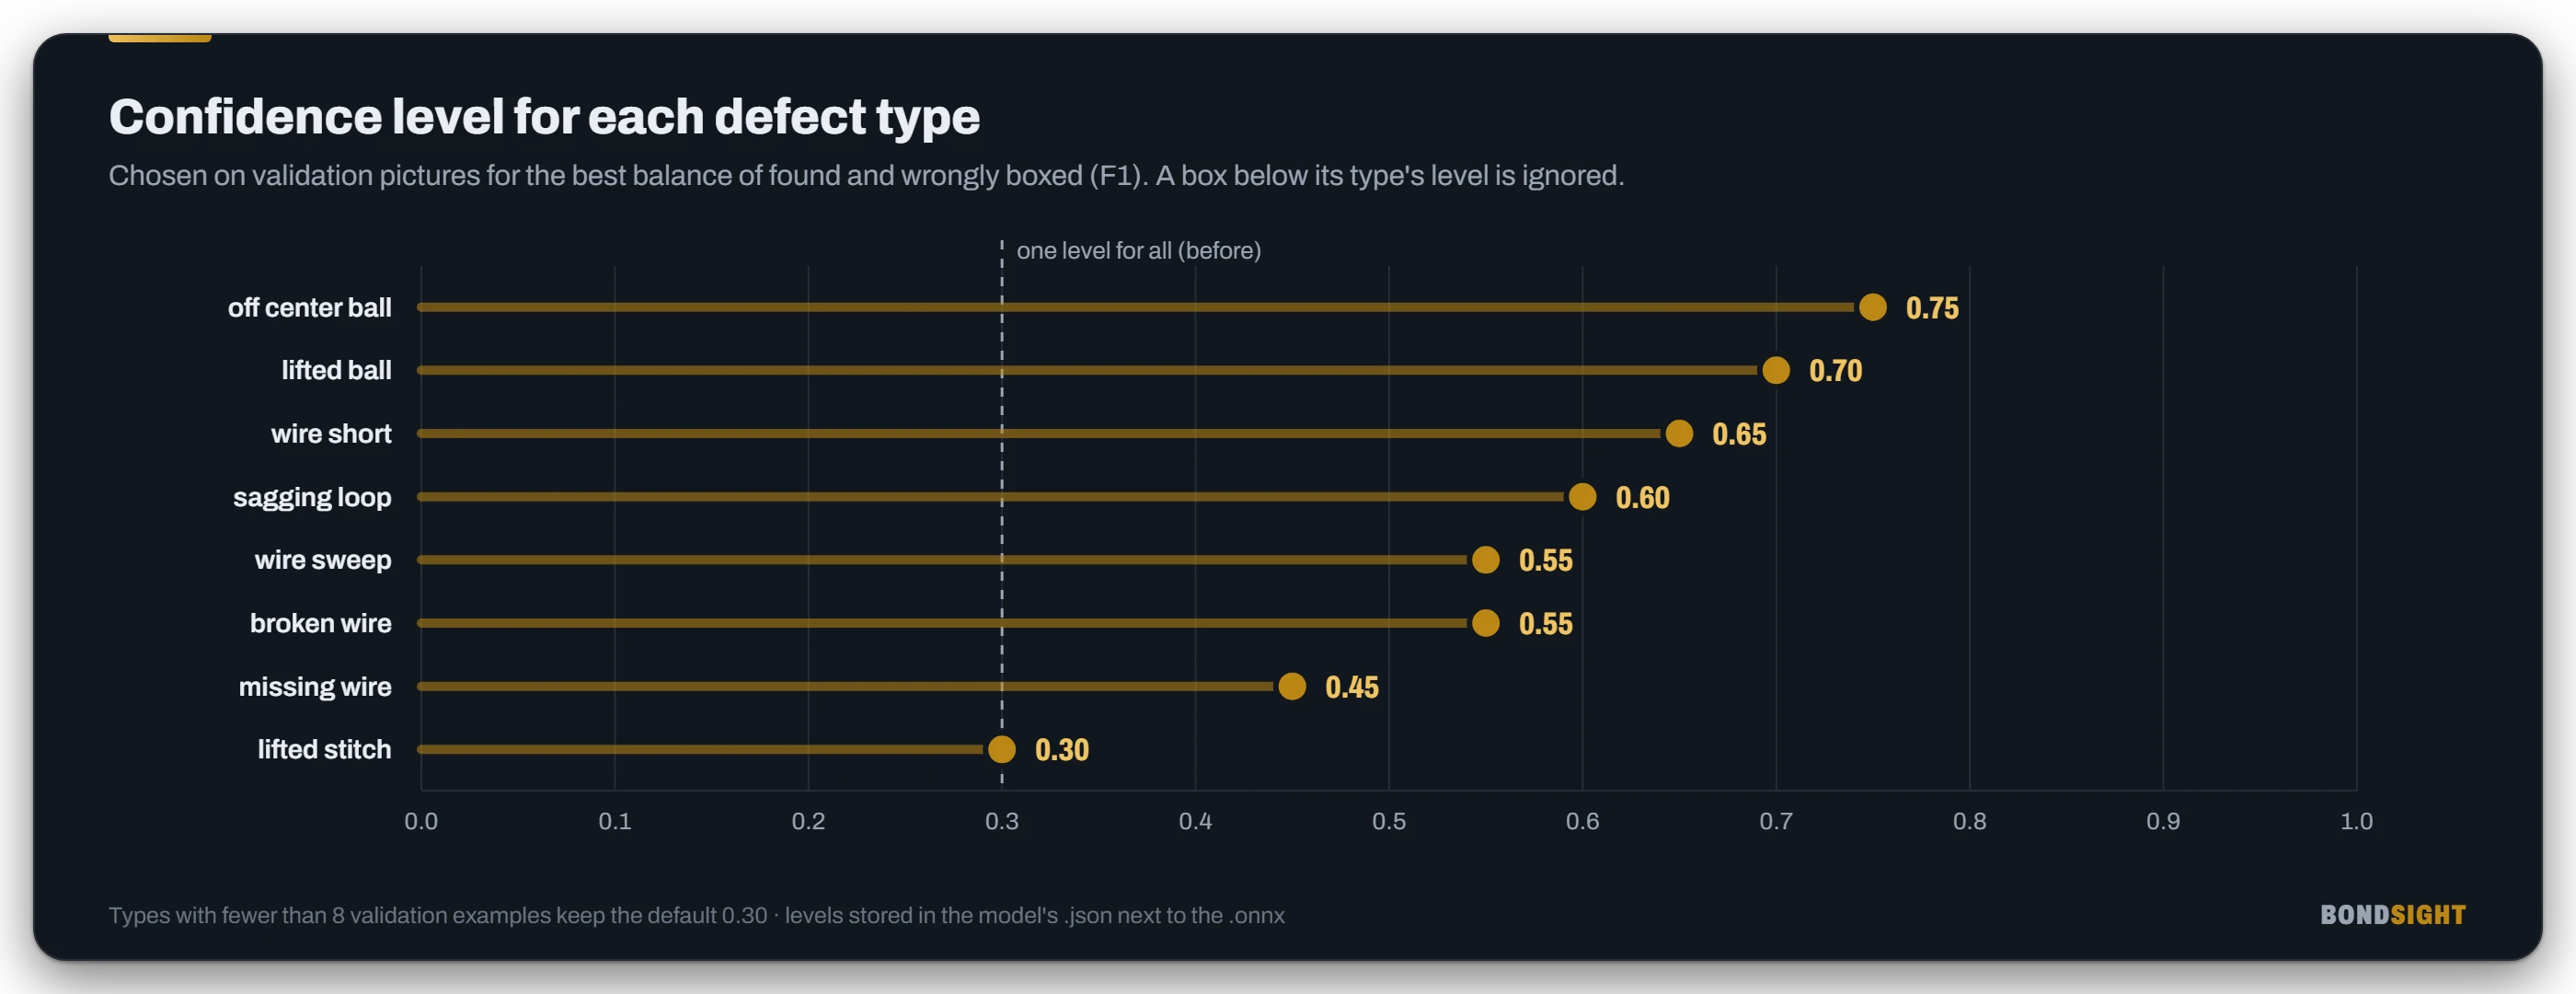 Confidence level for each defect type
Chosen on validation pictures for the best balance of found and wrongly boxed (F1). A box below its type's level is ignored.
one level for all (before)
off center ball 0.75
lifted ball 0.70
wire short 0.65
sagging loop 0.60
wire sweep 0.55
broken wire 0.55
missing wire 0.45
lifted stitch 0.30
0.0 0.1 0.2 0.3 0.4 0.5 0.6 0.7 0.8 0.9 1.0
Types with fewer than 8 validation examples keep the default 0.30 · levels stored in the model's .json next to the .onnx
BONDSIGHT